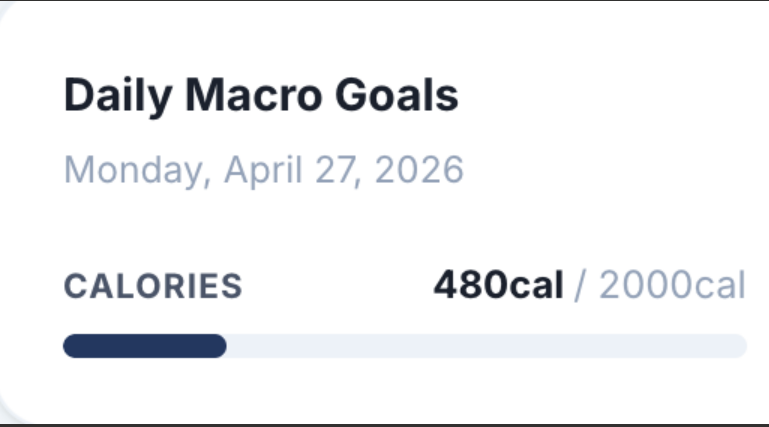 Daily Macro Goals
Monday, April 27, 2026
CALORIES 480cal / 2000cal